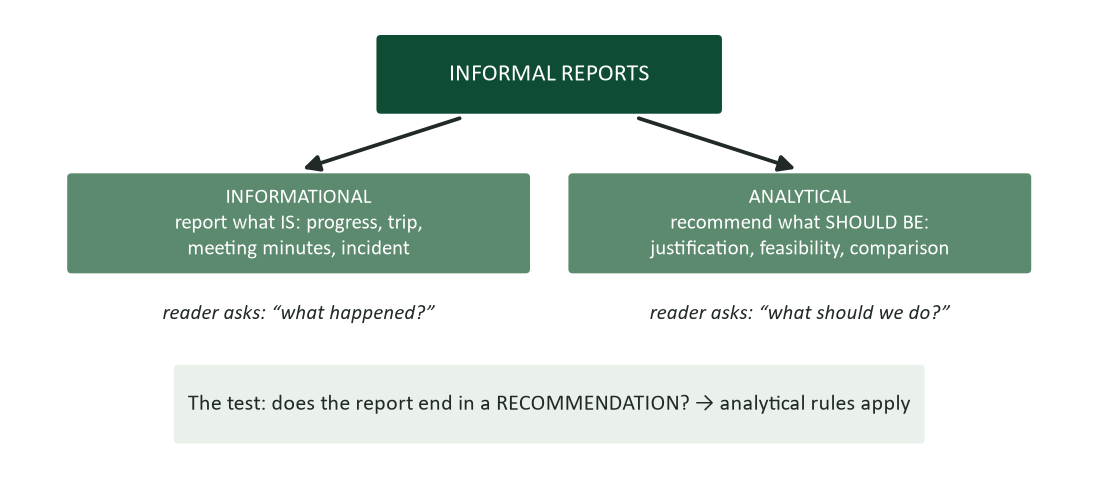 INFORMAL REPORTS
INFORMATIONAL
report what IS: progress, trip,
meeting minutes, incident
ANALYTICAL
recommend what SHOULD BE:
justification, feasibility, comparison
reader asks: “what happened?”
reader asks: “what should we do?”
The test: does the report end in a RECOMMENDATION? → analytical rules apply